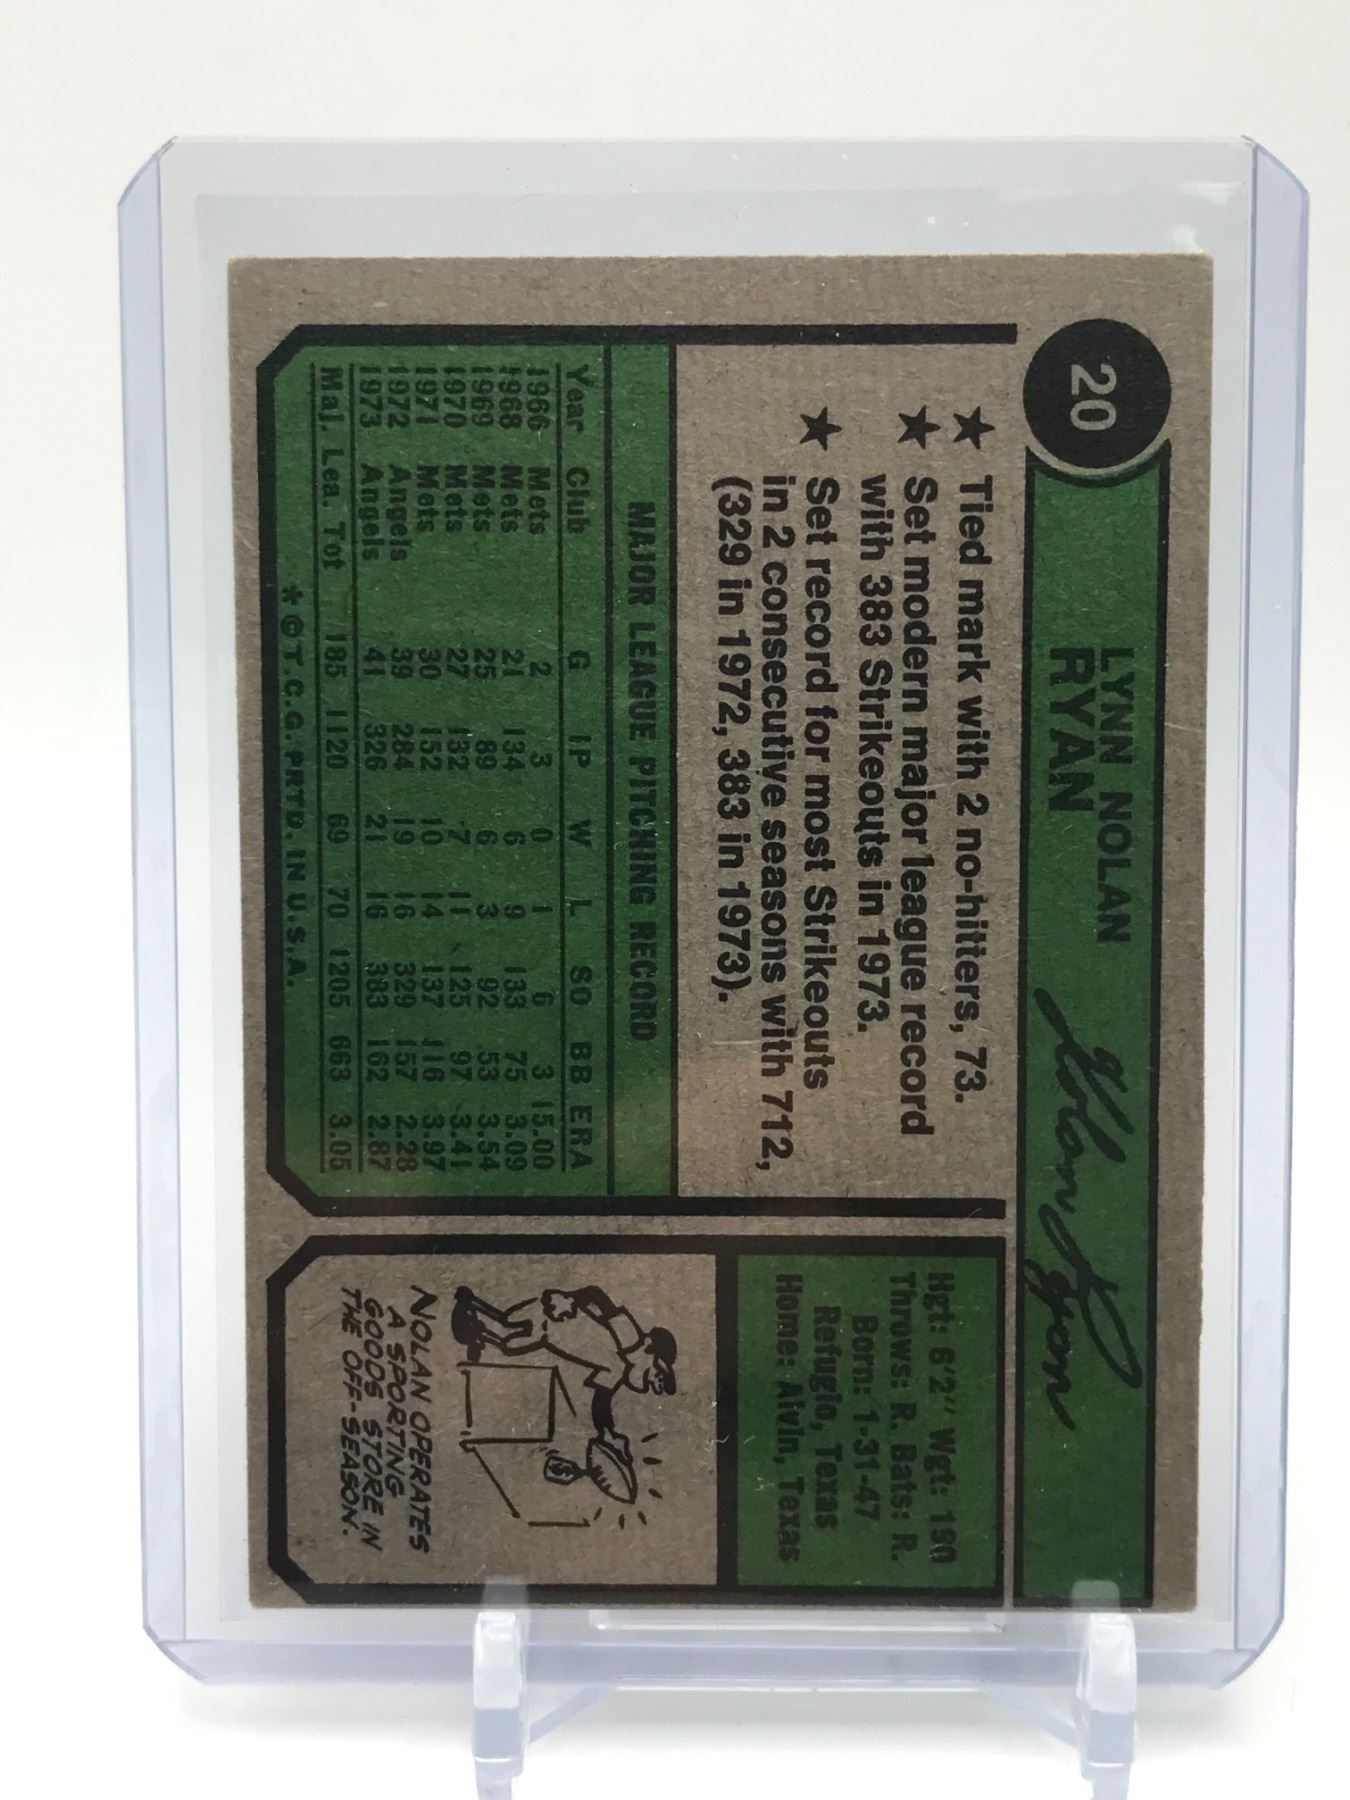 20
LYNN NOLAN
RYAN
Nolan Ryan
★ Tied mark with 2 no-hitters, 73.
★ Set modern major league record
with 383 Strikeouts in 1973.
★ Set record for most Strikeouts
in 2 consecutive seasons with 712,
(329 in 1972, 383 in 1973).
MAJOR LEAGUE PITCHING RECORD
Year Club G IP W L SO BB ERA
1966 Mets 2 3 0 1 6 3 15.00
1968 Mets 21 134 6 9 133 75 3.09
1969 Mets 25 89 6 3 92 53 3.54
1970 Mets 27 132 7 11 125 97 3.41
1971 Mets 30 152 10 14 137 116 3.97
1972 Angels 39 284 19 16 329 157 2.28
1973 Angels 41 326 21 16 383 162 2.87
Maj. Lea. Tot 185 1120 69 70 1205 663 3.05
* © T.C.G. PRTD. IN U.S.A.
Hgt: 6'2" Wgt: 190
Throws: R. Bats: R.
Born: 1-31-47
Refugio, Texas
Home: Alvin, Texas
$
NOLAN OPERATES
A SPORTING
GOODS STORE IN
THE OFF-SEASON.